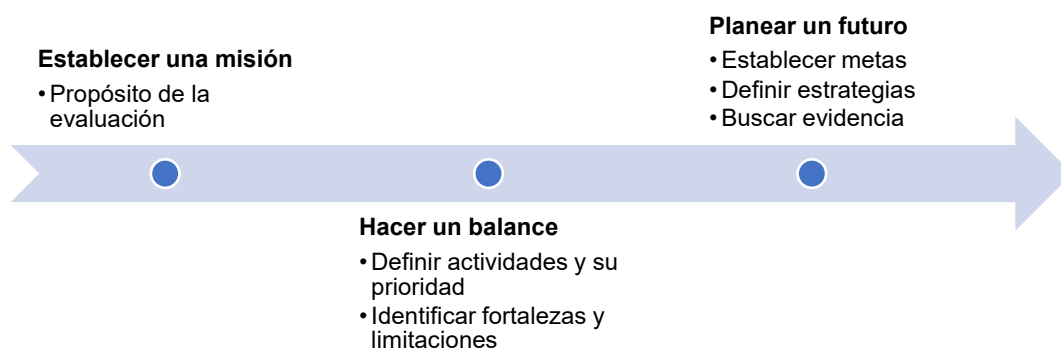 Establecer una misión
• Propósito de la
evaluación
Hacer un balance
• Definir actividades y su
prioridad
• Identificar fortalezas y
limitaciones
Planear un futuro
• Establecer metas
• Definir estrategias
• Buscar evidencia